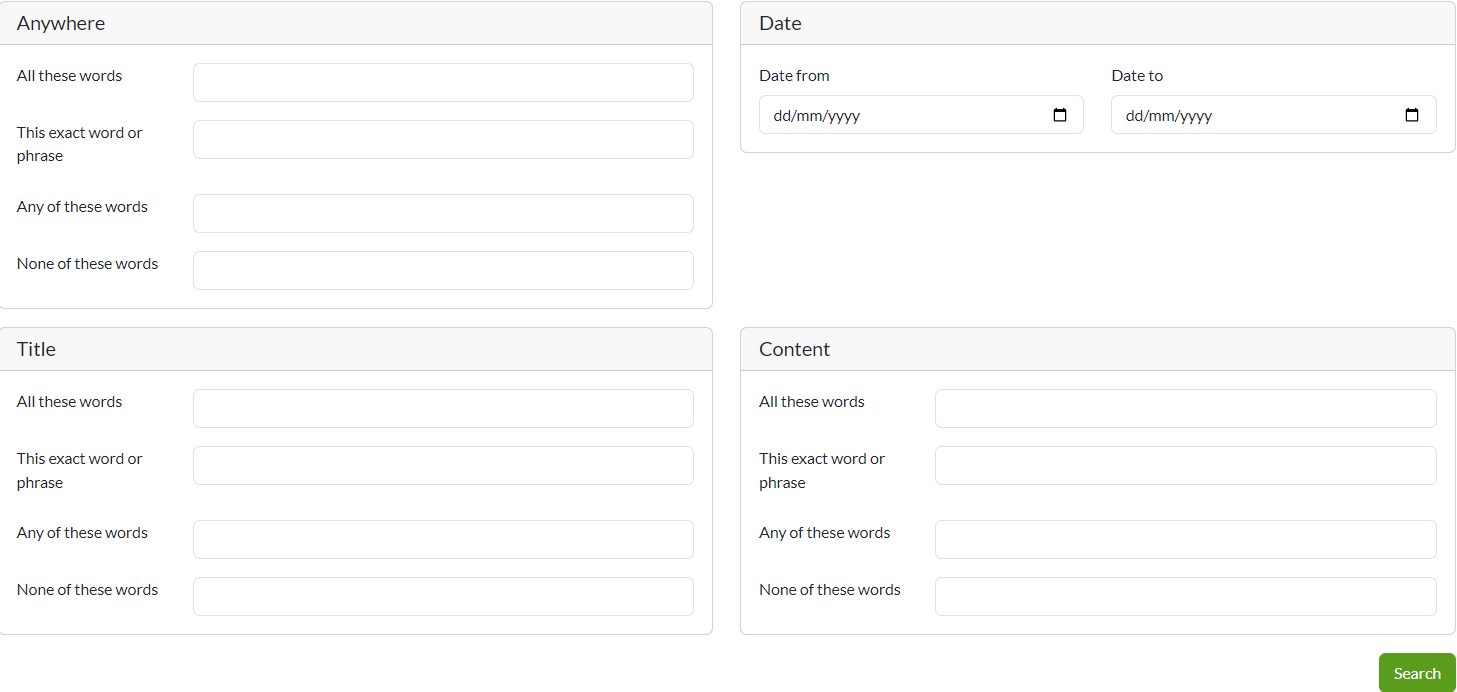 Anywhere
All these words
This exact word or
phrase
Any of these words
None of these words
Date
Date from
Date to
dd/mm/yyyy
dd/mm/yyyy
Title
All these words
This exact word or
phrase
Any of these words
None of these words
Content
All these words
This exact word or
phrase
Any of these words
None of these words
Search